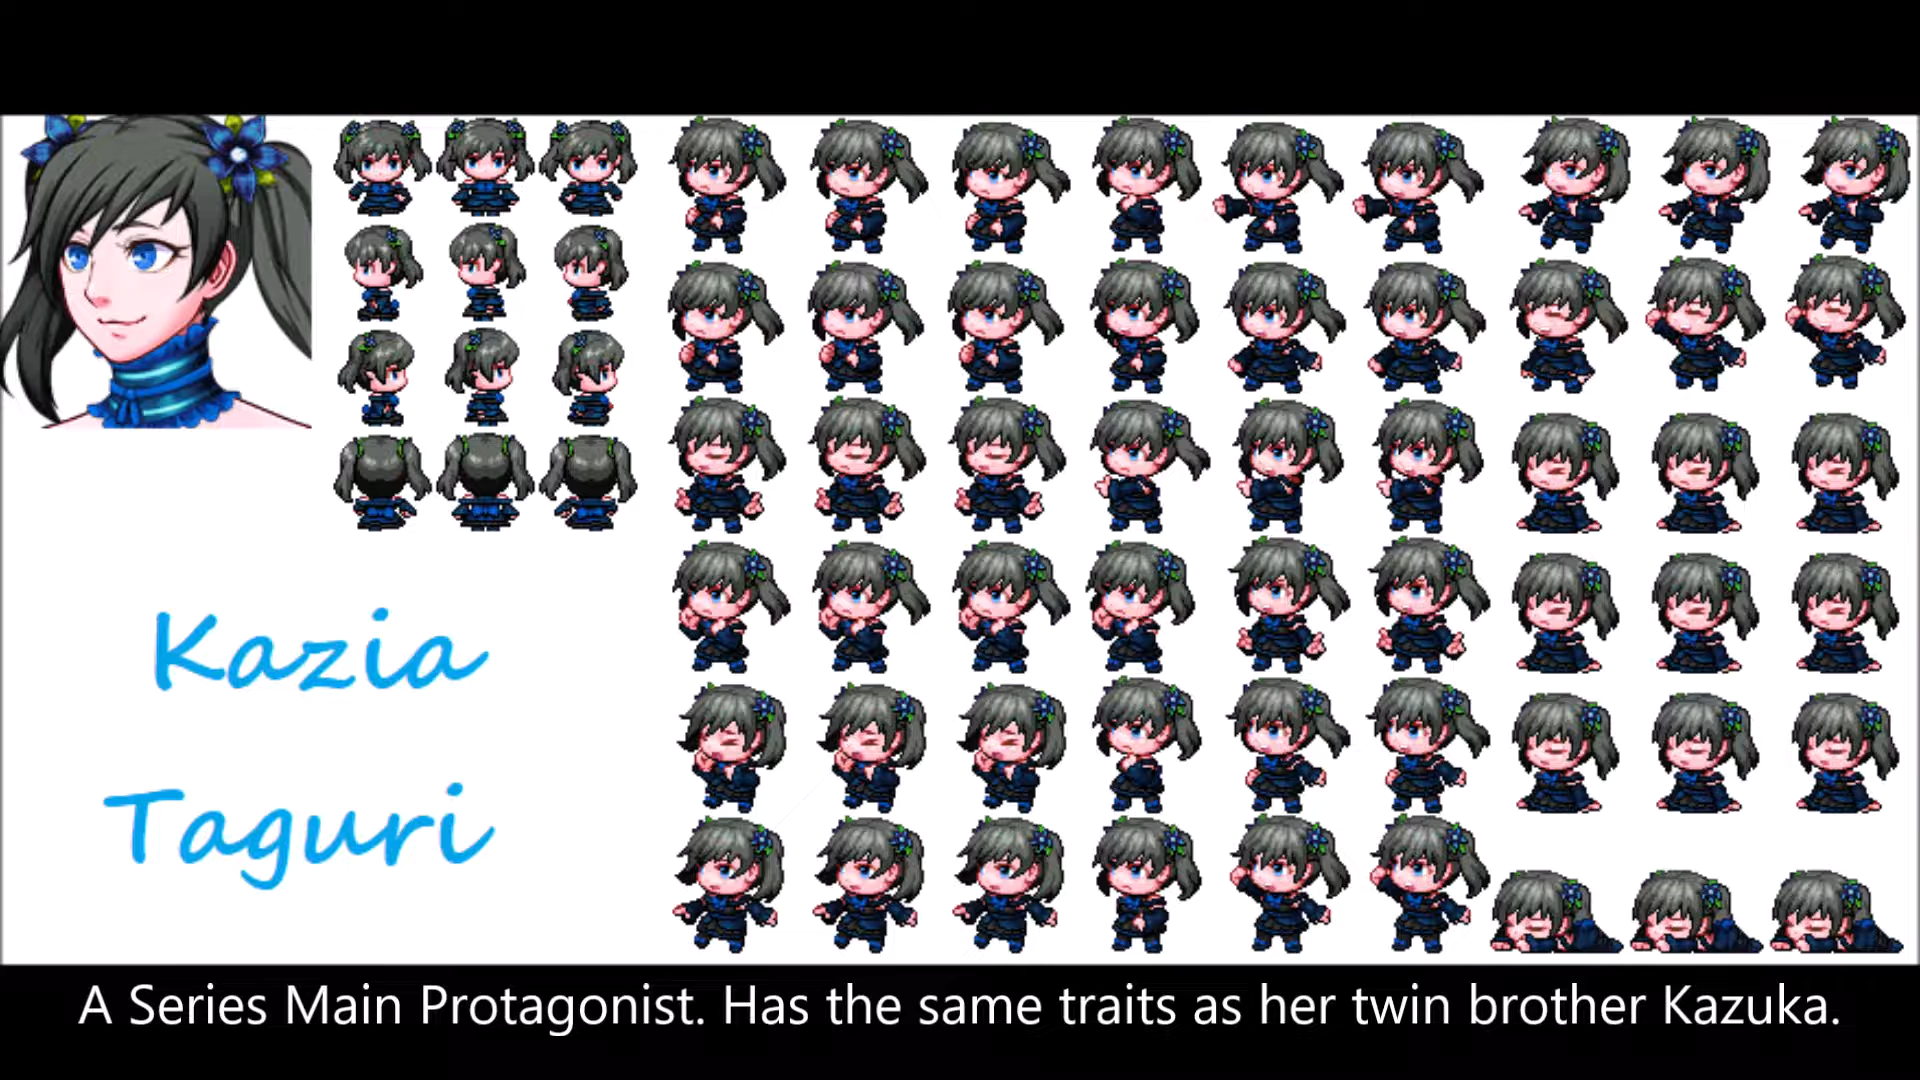 Kazia
Taguri
A Series Main Protagonist. Has the same traits as her twin brother Kazuka.